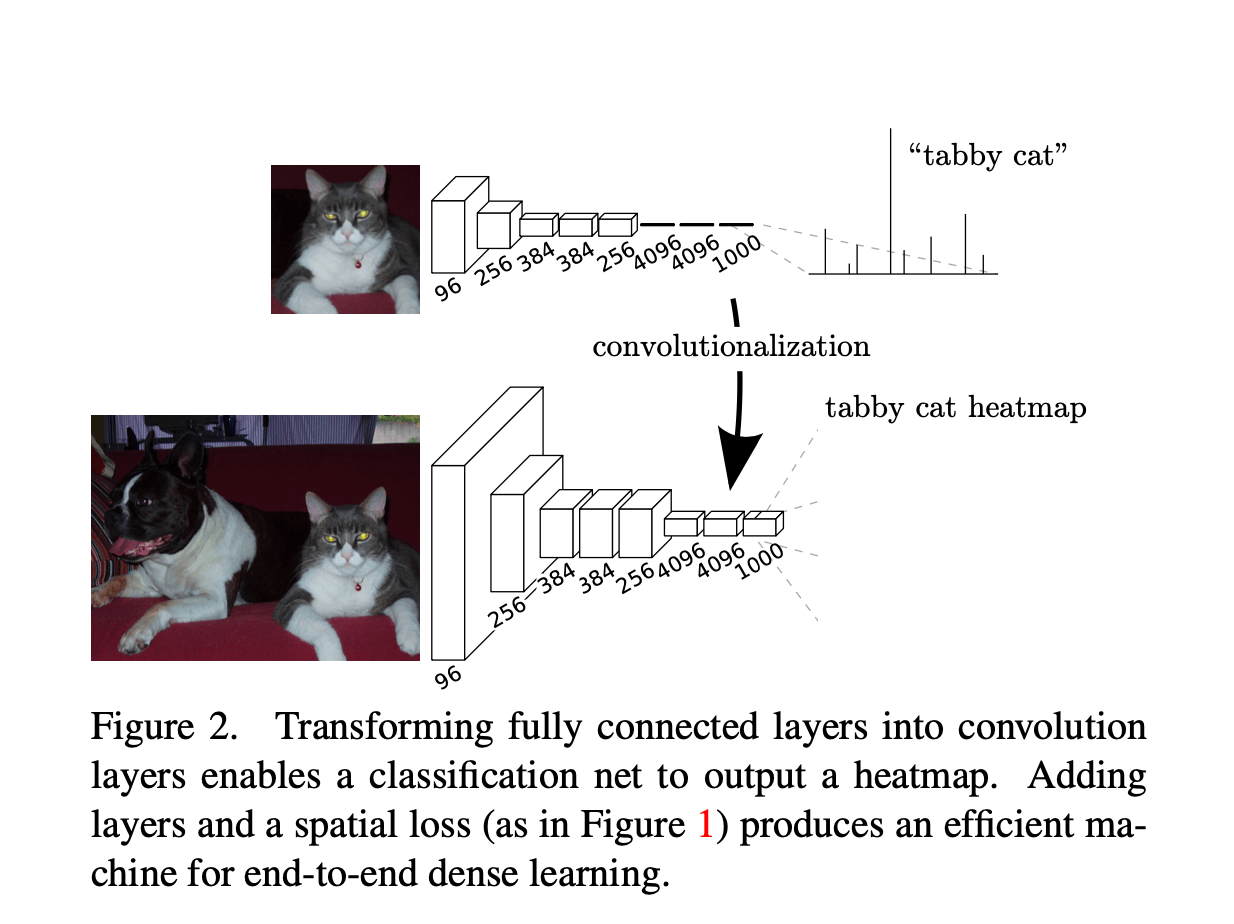 “tabby cat”
96
256
384
384
256
4096
4096
1000
convolutionalization
tabby cat heatmap
96
256
384
384
256
4096
4096
1000
Figure 2. Transforming fully connected layers into convolution
layers enables a classification net to output a heatmap. Adding
layers and a spatial loss (as in Figure 1) produces an efficient ma-
chine for end-to-end dense learning.